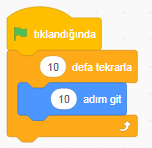 tıklandığında
10 defa tekrarla
10 adım git